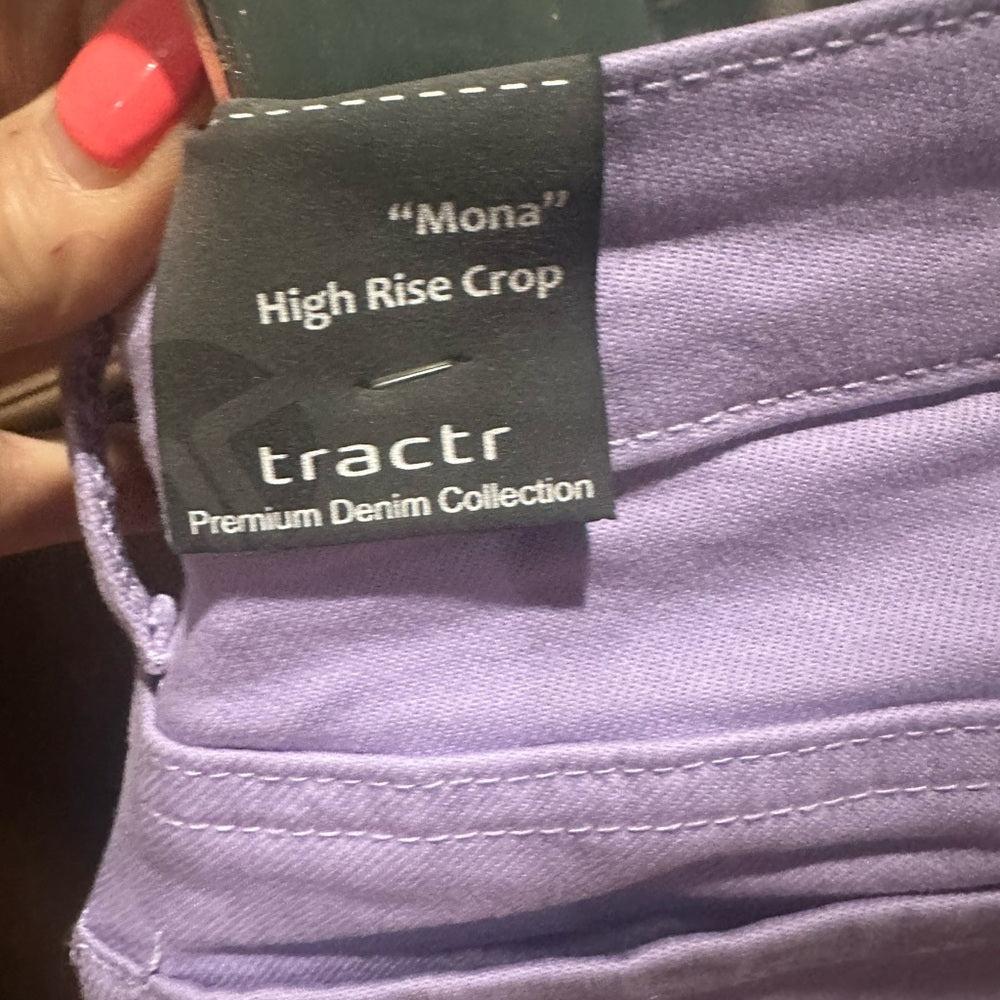 “Mona”
High Rise Crop
tractr
Premium Denim Collection